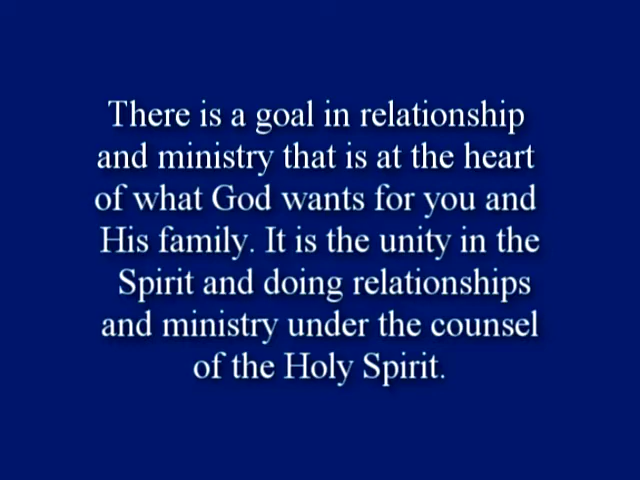 There is a goal in relationship
and ministry that is at the heart
of what God wants for you and
His family. It is the unity in the
Spirit and doing relationships
and ministry under the counsel
of the Holy Spirit.